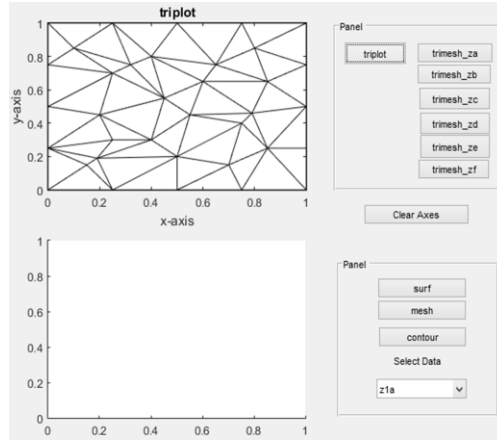 triplot
1
0.8
0.6
0.4
0.2
0
y-axis
0 0.2 0.4 0.6 0.8 1
x-axis
1
0.8
0.6
0.4
0.2
0
0 0.2 0.4 0.6 0.8 1
Panel
triplot
trimesh_za
trimesh_zb
trimesh_zc
trimesh_zd
trimesh_ze
trimesh_zf
Clear Axes
Panel
surf
mesh
contour
Select Data
z1a